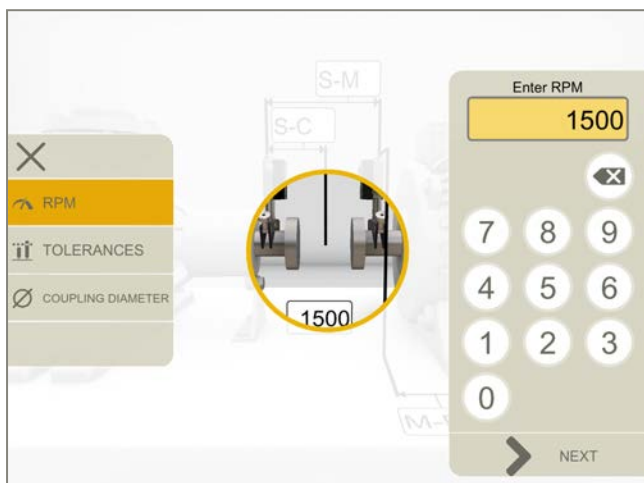 S-M
S-C
Enter RPM
1500
RPM
TOLERANCES
COUPLING DIAMETER
1500
7 8 9
4 5 6
1 2 3
0
NEXT